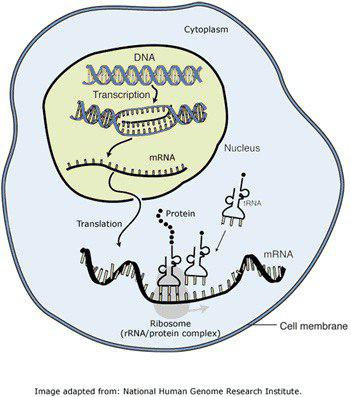 Cytoplasm
DNA
Transcription
mRNA
Nucleus
tRNA
Protein
Translation
mRNA
Ribosome
(rRNA/protein complex)
Cell membrane
Image adapted from: National Human Genome Research Institute.